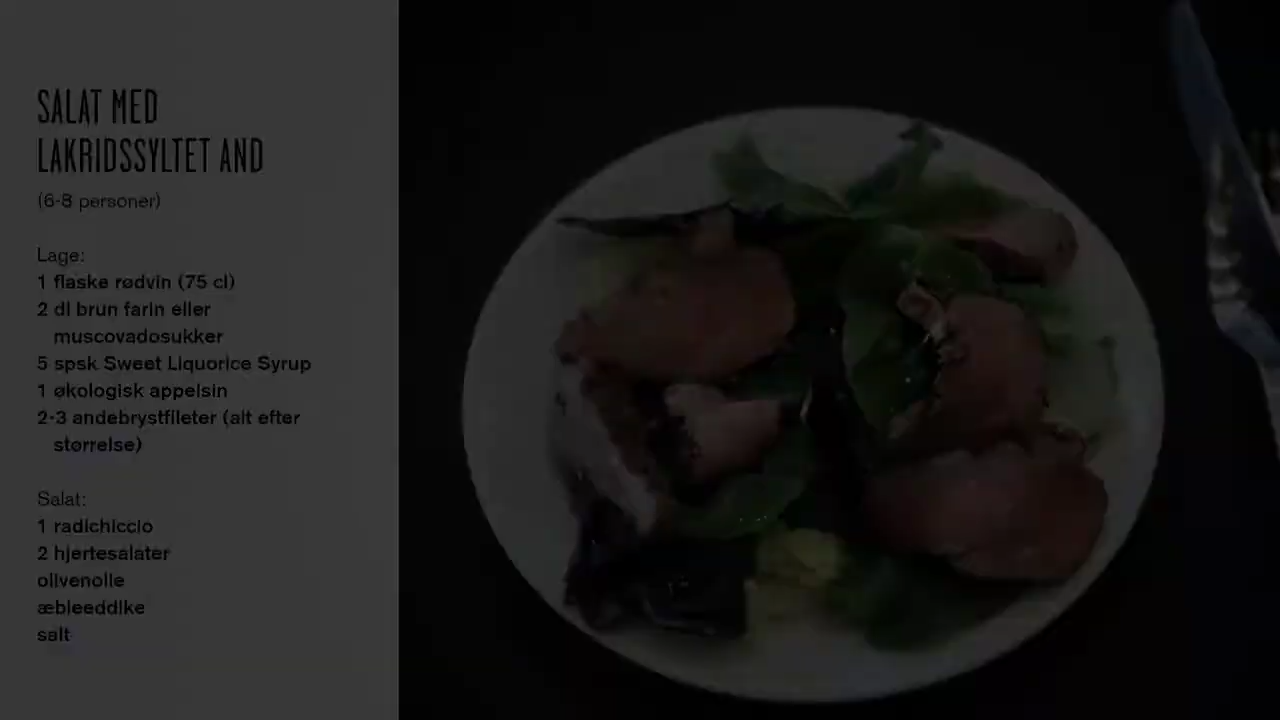 SALAT MED
LAKRIDSSYLTET AND
(6-8 personer)
Lage:
1 flaske rødvin (75 cl)
2 dl brun farin eller
muscovadosukker
5 spsk Sweet Liquorice Syrup
1 økologisk appelsin
2-3 andebrystfileter (alt efter
størrelse)
Salat:
1 radichiccio
2 hjertesalater
olivenolie
æbleeddike
salt